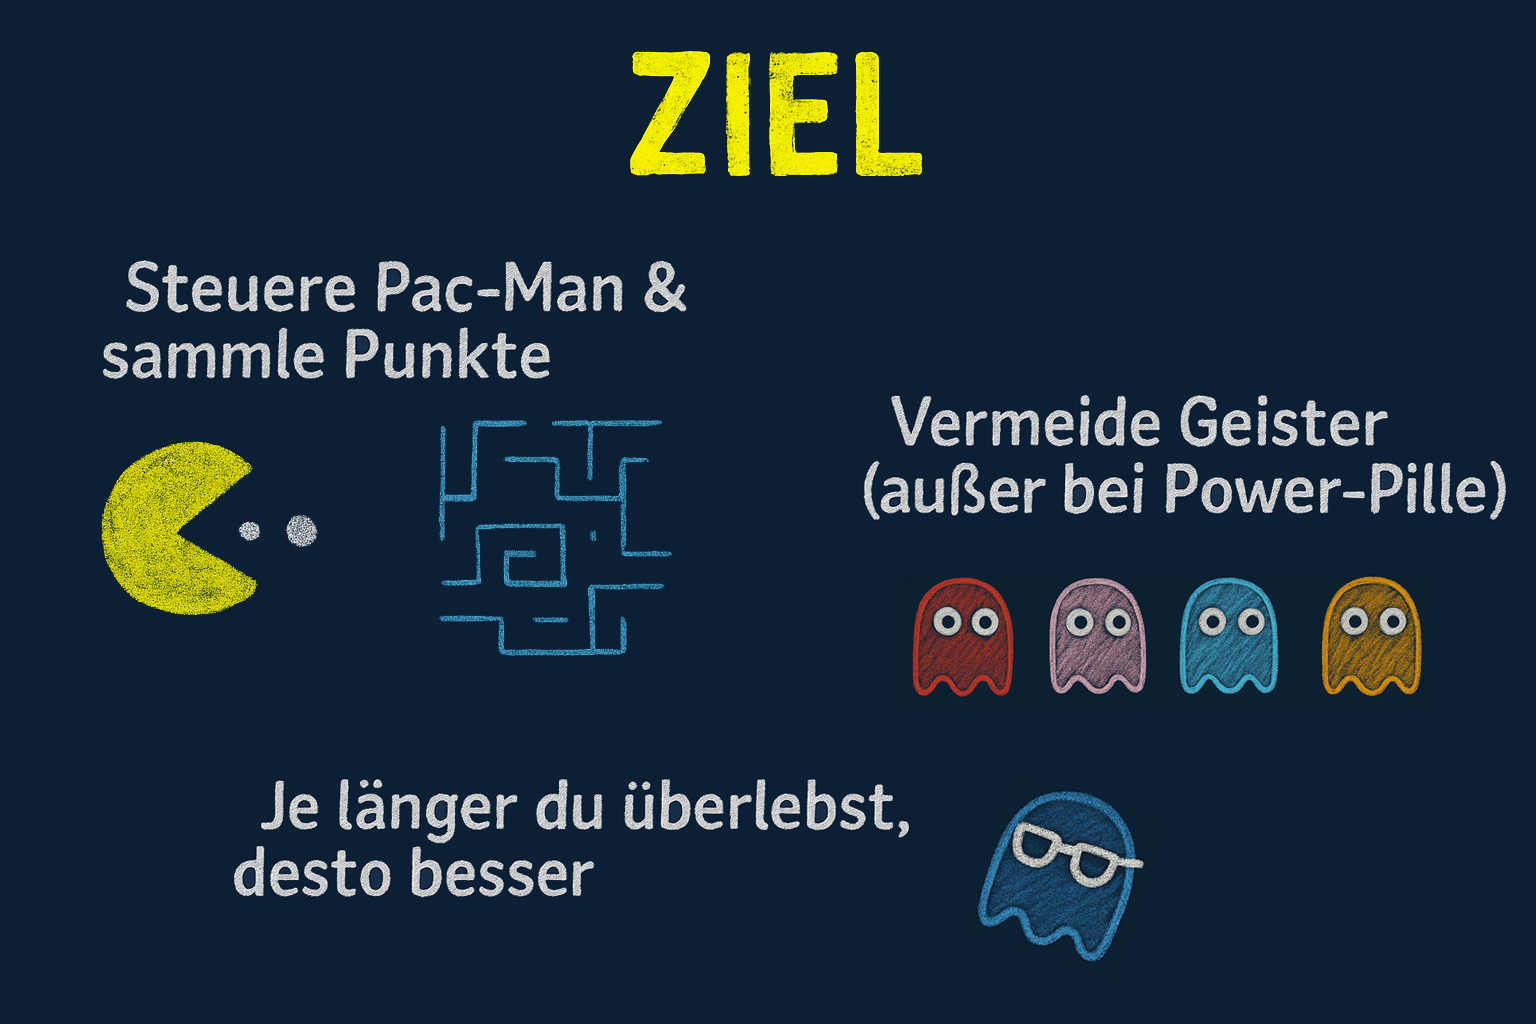 ZIEL
Steuere Pac-Man &
sammle Punkte
Vermeide Geister
(außer bei Power-Pille)
Je länger du überlebst,
desto besser